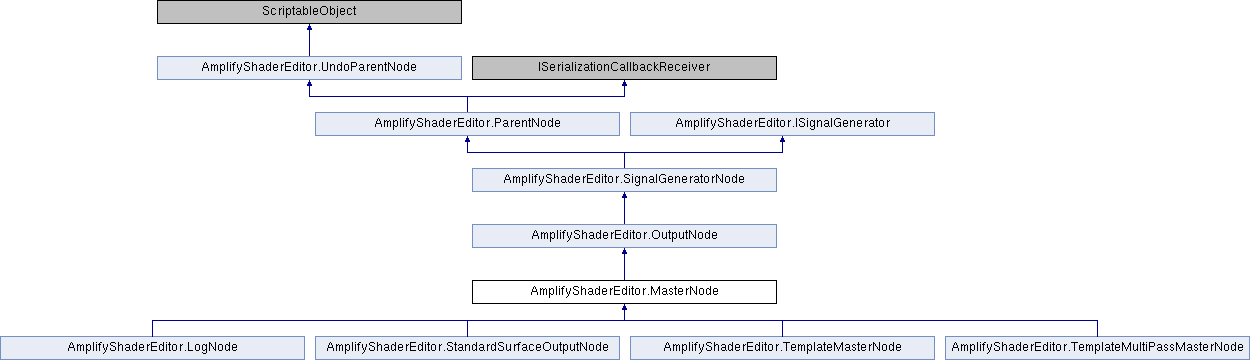 ScriptableObject
AmplifyShaderEditor.UndoParentNode
ISerializationCallbackReceiver
AmplifyShaderEditor.ParentNode
AmplifyShaderEditor.ISignalGenerator
AmplifyShaderEditor.SignalGeneratorNode
AmplifyShaderEditor.OutputNode
AmplifyShaderEditor.MasterNode
AmplifyShaderEditor.LogNode
AmplifyShaderEditor.StandardSurfaceOutputNode
AmplifyShaderEditor.TemplateMasterNode
AmplifyShaderEditor.TemplateMultiPassMasterNode